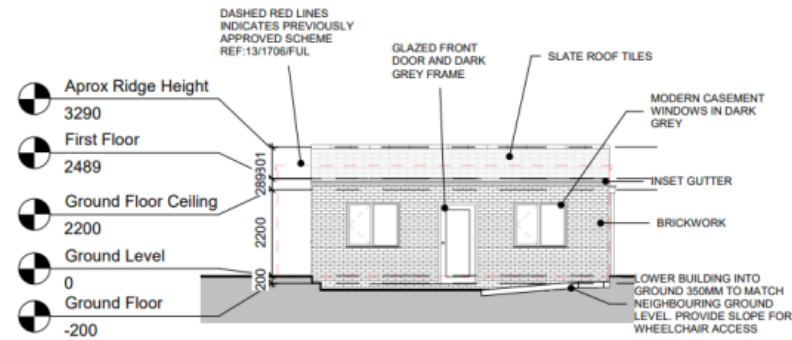 DASHED RED LINES
INDICATES PREVIOUSLY
APPROVED SCHEME
REF:13/1706/FUL
GLAZED FRONT
DOOR AND DARK
GREY FRAME
SLATE ROOF TILES
MODERN CASEMENT
WINDOWS IN DARK
GREY
INSET GUTTER
BRICKWORK
LOWER BUILDING INTO
GROUND 350MM TO MATCH
NEIGHBOURING GROUND
LEVEL. PROVIDE SLOPE FOR
WHEELCHAIR ACCESS
Aprox Ridge Height
3290
First Floor
2489
Ground Floor Ceiling
2200
Ground Level
0
Ground Floor
-200
801
289
2200
200